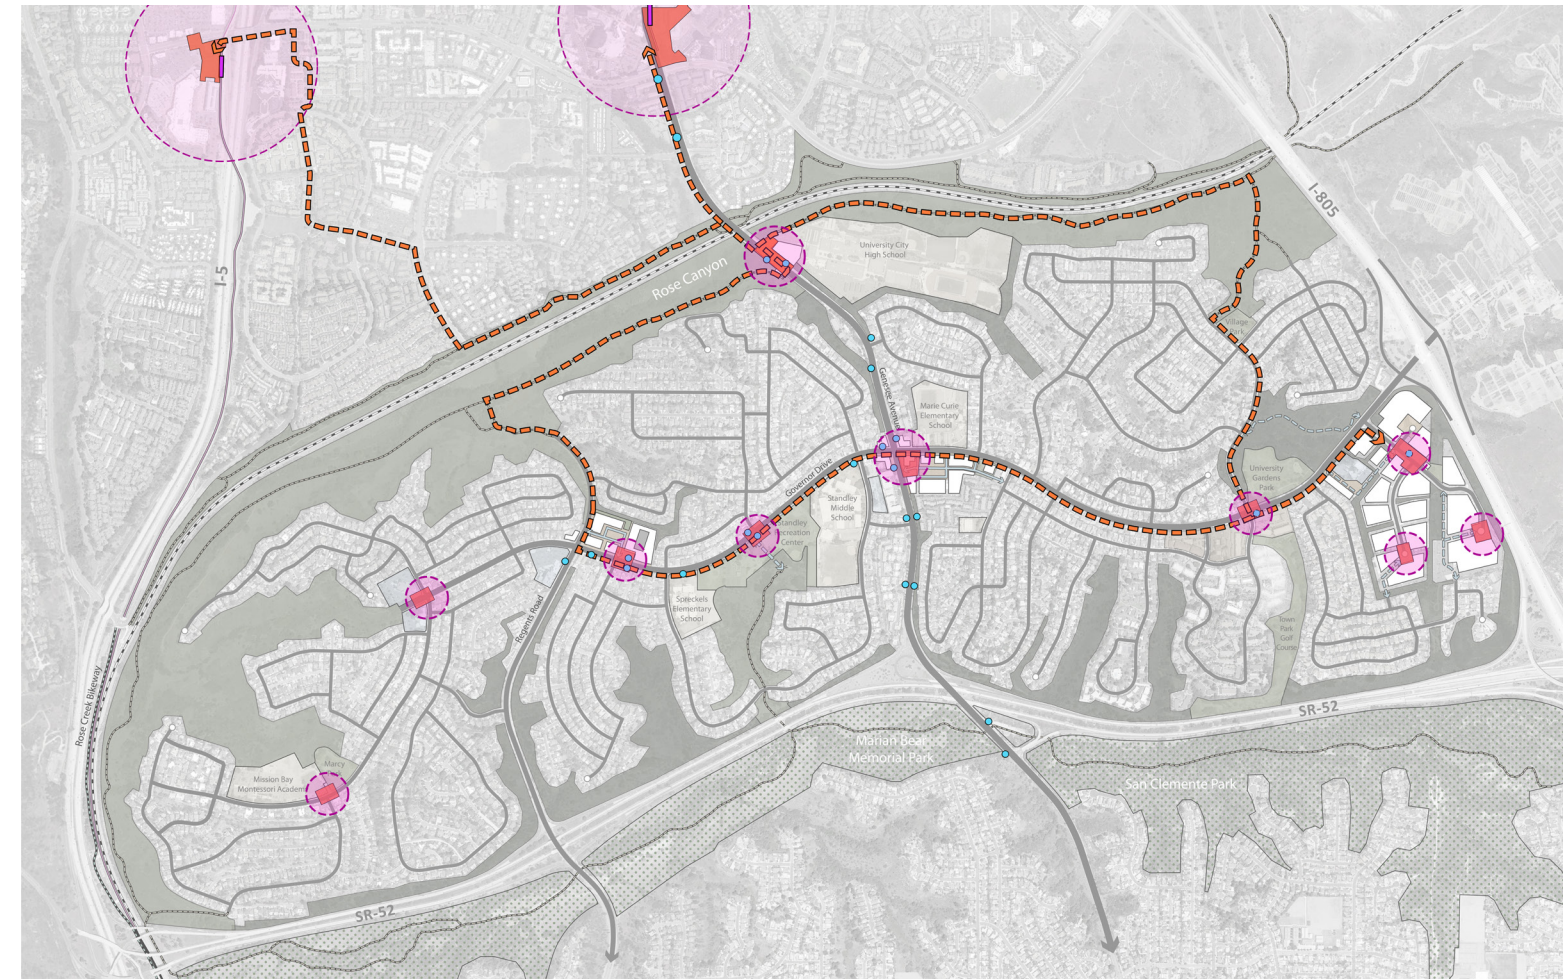 I-805
I-5
University City
High School
Rose Canyon
Village
Park
Genesee Avenue
Marie Curie
Elementary
School
Governor Drive
University
Gardens
Park
Standley
Middle
School
Standley
Recreation
Center
Spreckels
Elementary
School
Regents Road
Town
Park
Golf
Course
Rose Creek Bikeway
SR-52
Marian Bear
Memorial Park
San Clemente Park
Marcy
Mission Bay
Montessori Academy
SR-52